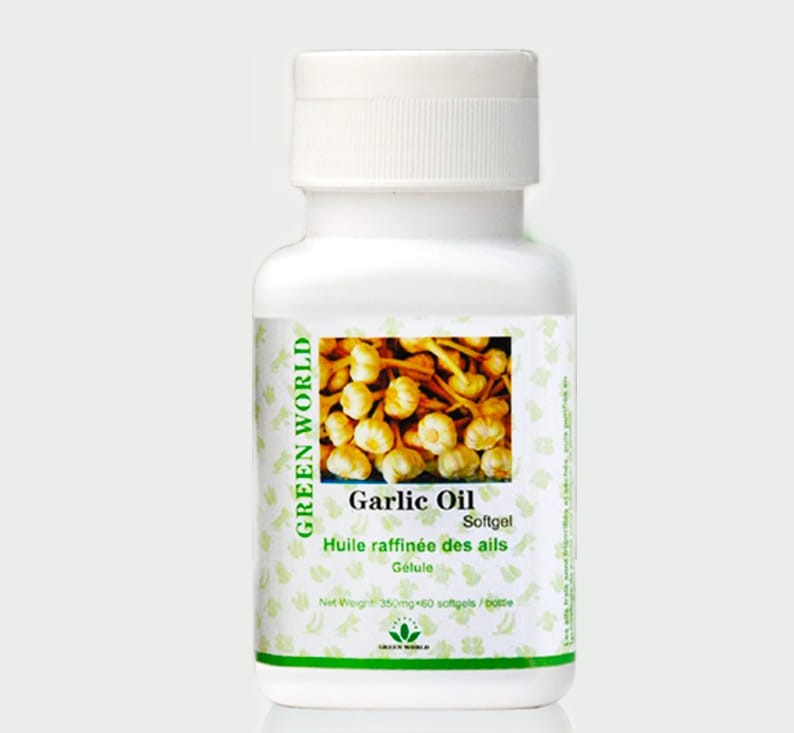 GREEN WORLD
Garlic Oil
Softgel
Huile raffinée des ails
Gélule
Net Weight: 350mg×60 softgels / bottle
GREEN WORLD